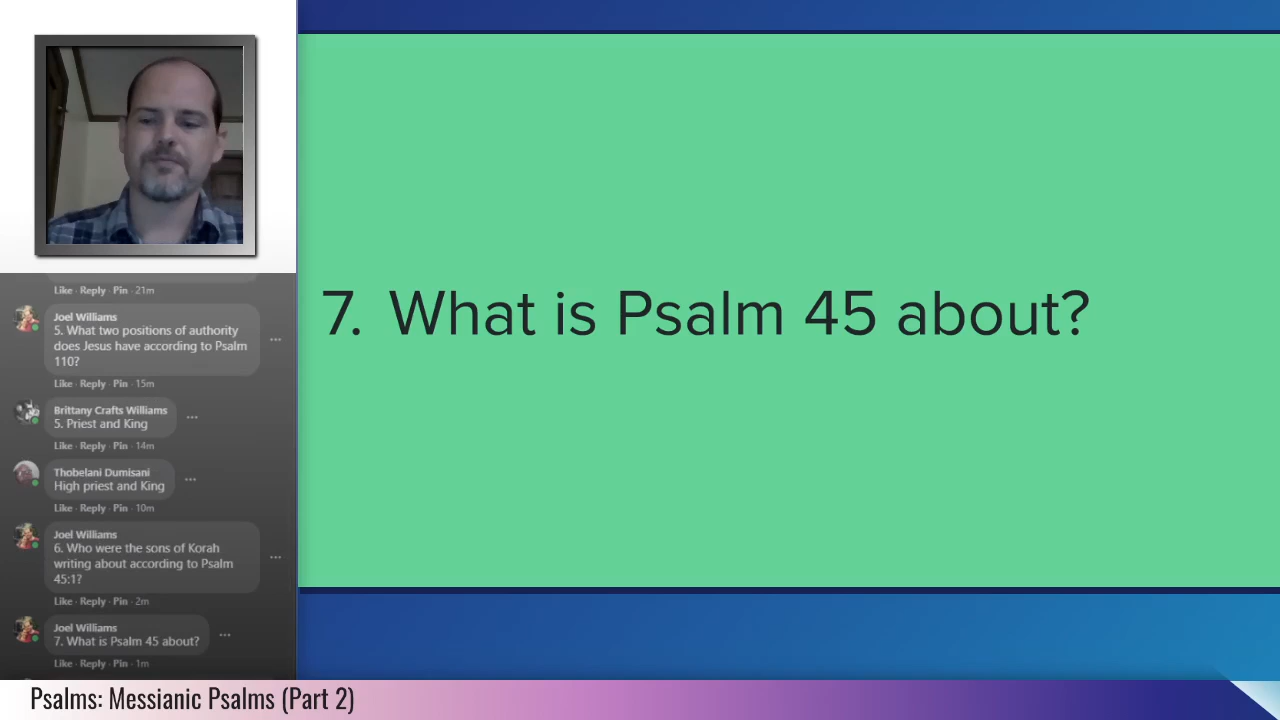 Like · Reply · Pin · 21m
Joel Williams
5. What two positions of authority
does Jesus have according to Psalm
110?
Like · Reply · Pin · 15m
Brittany Crafts Williams
5. Priest and King
Like · Reply · Pin · 14m
Thobelani Dumisani
High priest and King
Like · Reply · Pin · 10m
Joel Williams
6. Who were the sons of Korah
writing about according to Psalm
45:1?
Like · Reply · Pin · 2m
Joel Williams
7. What is Psalm 45 about?
Like · Reply · Pin · 1m
7. What is Psalm 45 about?
Psalms: Messianic Psalms (Part 2)